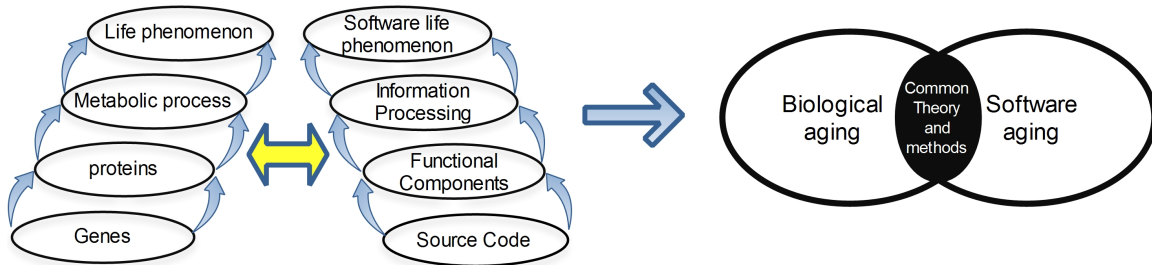 Life phenomenon
Metabolic process
proteins
Genes
Software life
phenomenon
Information
Processing
Functional
Components
Source Code
Biological
aging
Common
Theory
and
methods
Software
aging